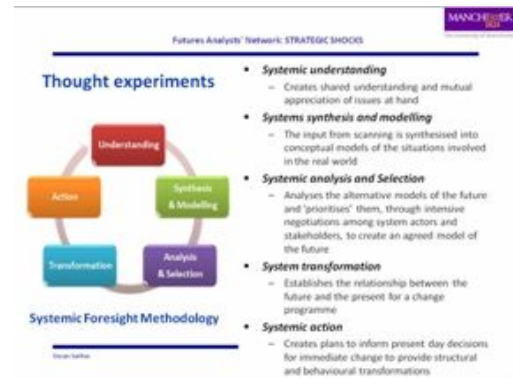 MANCHESTER
1824
Futures Analysts' Network: STRATEGIC SHOCKS
Thought experiments
Understanding
Synthesis
& Modelling
Analysis
& Selection
Transformation
Action
Systemic Foresight Methodology
• Systemic understanding
– Creates shared understanding and mutual
appreciation of issues at hand
• Systems synthesis and modelling
– The input from scanning is synthesised into
conceptual models of the situations involved
in the real world
• Systemic analysis and Selection
– Analyses the alternative models of the future
and 'prioritises' them, through intensive
negotiations among system actors and
stakeholders, to create an agreed model of
the future
• System transformation
– Establishes the relationship between the
future and the present for a change
programme
• Systemic action
– Creates plans to inform present day decisions
for immediate change to provide structural
and behavioural transformations